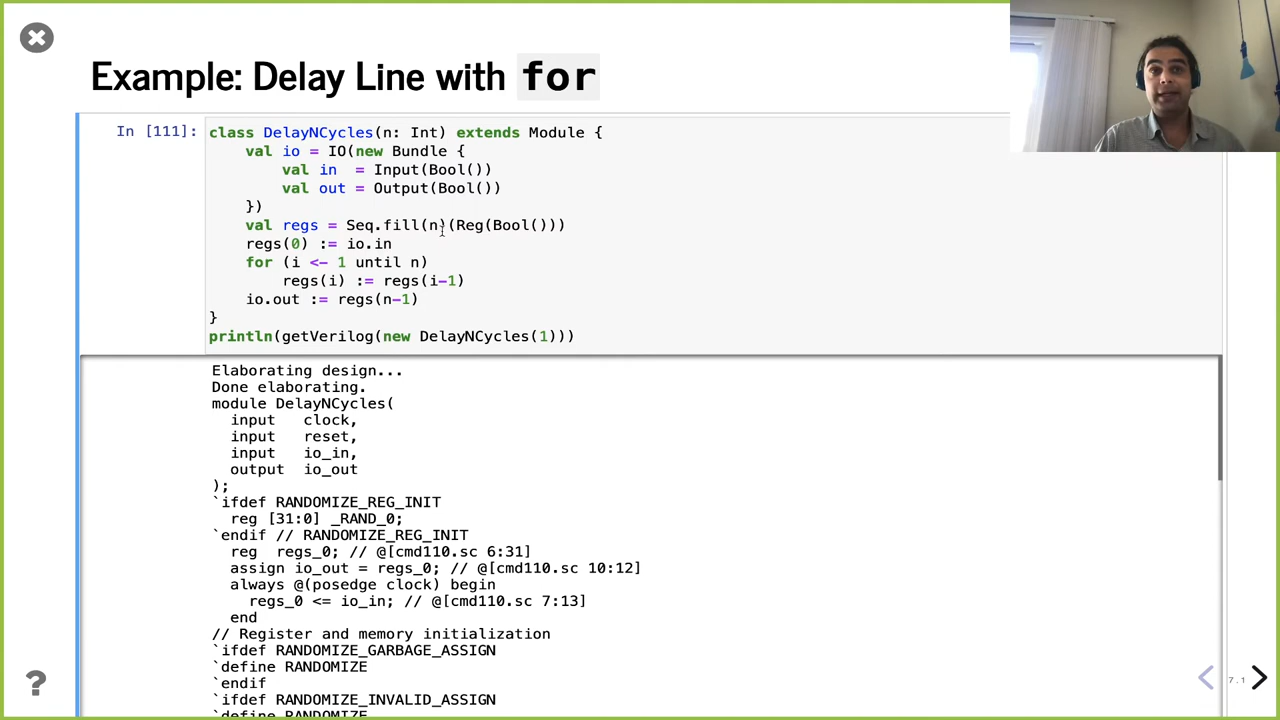 Example: Delay Line with for
In [111]:
class DelayNCycles(n: Int) extends Module {
    val io = IO(new Bundle {
        val in  = Input(Bool())
        val out = Output(Bool())
    })
    val regs = Seq.fill(n)(Reg(Bool()))
    regs(0) := io.in
    for (i <- 1 until n)
        regs(i) := regs(i-1)
    io.out := regs(n-1)
}
println(getVerilog(new DelayNCycles(1)))
Elaborating design...
Done elaborating.
module DelayNCycles(
  input   clock,
  input   reset,
  input   io_in,
  output  io_out
);
`ifdef RANDOMIZE_REG_INIT
  reg [31:0] _RAND_0;
`endif // RANDOMIZE_REG_INIT
  reg  regs_0; // @[cmd110.sc 6:31]
  assign io_out = regs_0; // @[cmd110.sc 10:12]
  always @(posedge clock) begin
    regs_0 <= io_in; // @[cmd110.sc 7:13]
  end
// Register and memory initialization
`ifdef RANDOMIZE_GARBAGE_ASSIGN
`define RANDOMIZE
`endif
`ifdef RANDOMIZE_INVALID_ASSIGN
`define RANDOMIZE
?
7.1